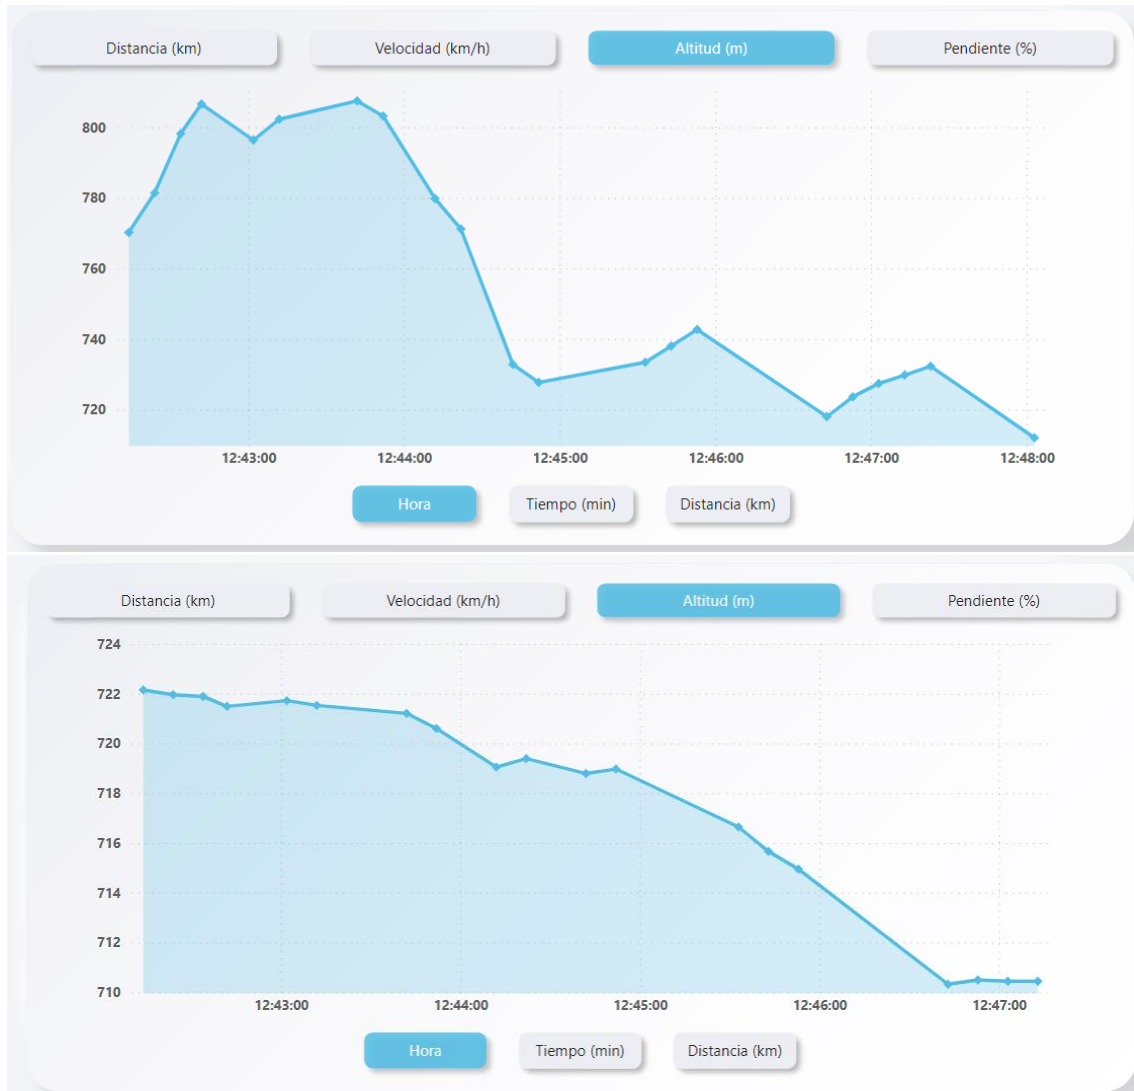 Distancia (km) Velocidad (km/h) Altitud (m) Pendiente (%)
800
780
760
740
720
12:43:00 12:44:00 12:45:00 12:46:00 12:47:00 12:48:00
Hora Tiempo (min) Distancia (km)
Distancia (km) Velocidad (km/h) Altitud (m) Pendiente (%)
724
722
720
718
716
714
712
710
12:43:00 12:44:00 12:45:00 12:46:00 12:47:00
Hora Tiempo (min) Distancia (km)